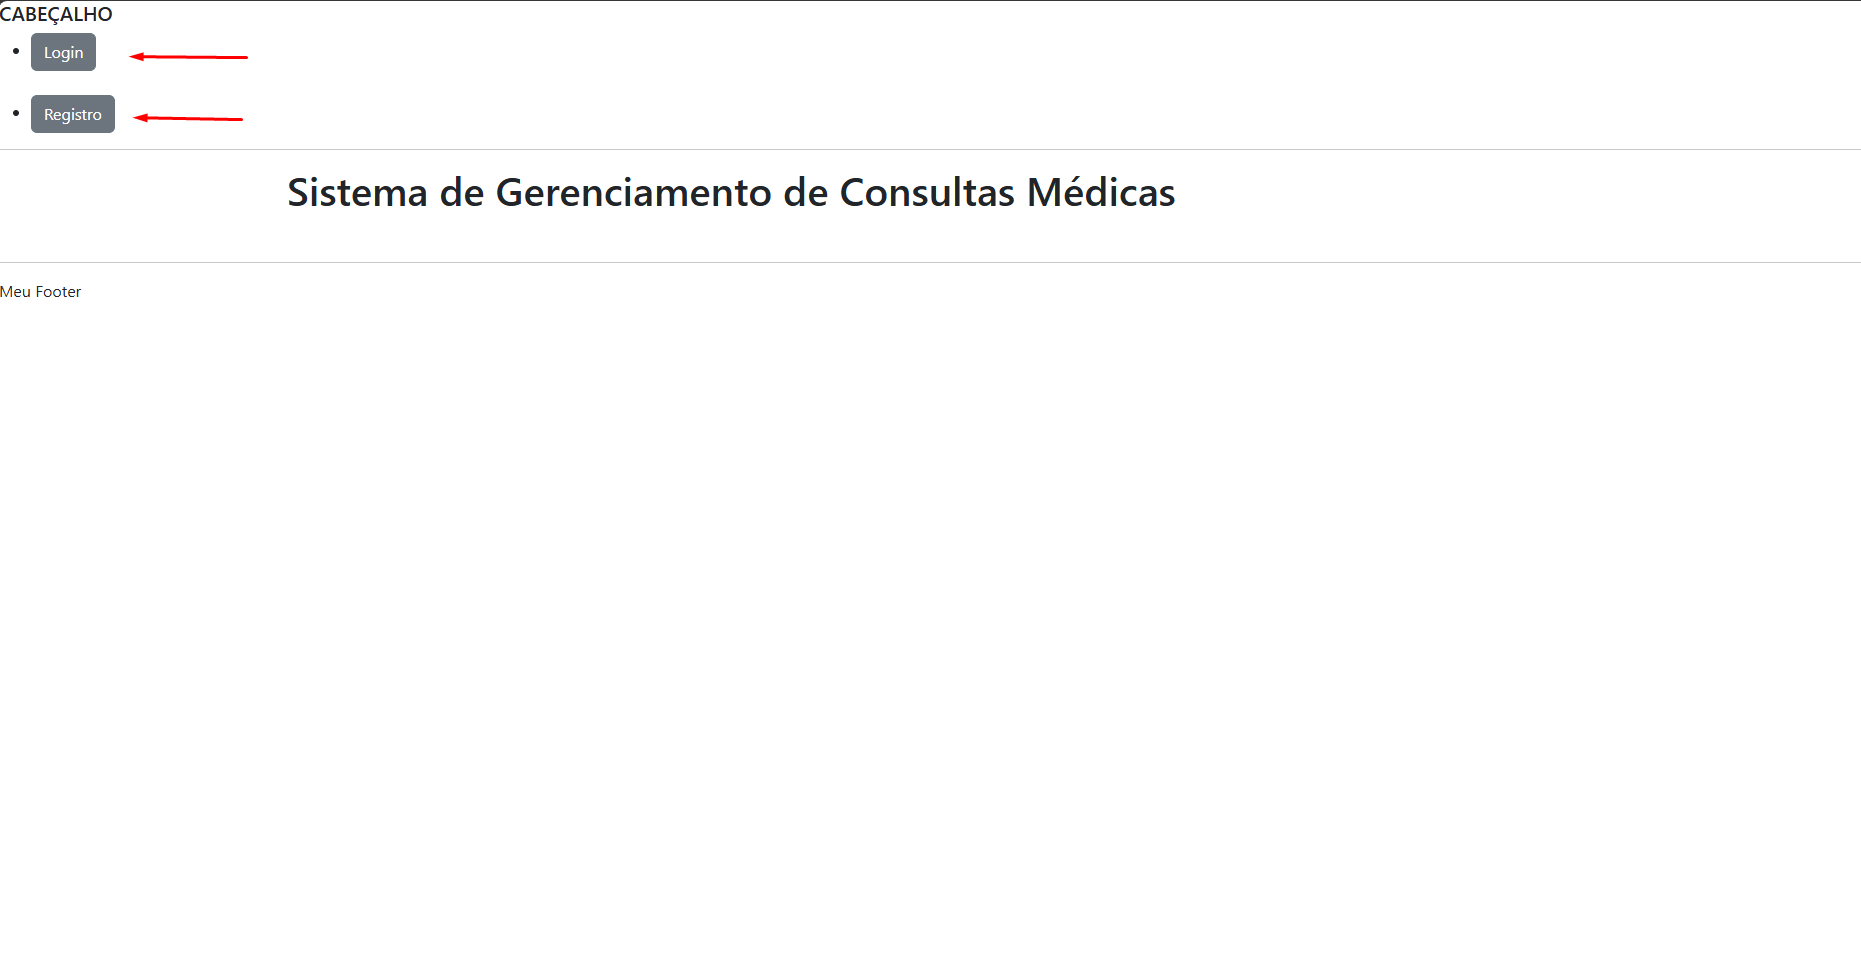 CABEÇALHO
Login
Registro
Sistema de Gerenciamento de Consultas Médicas
Meu Footer